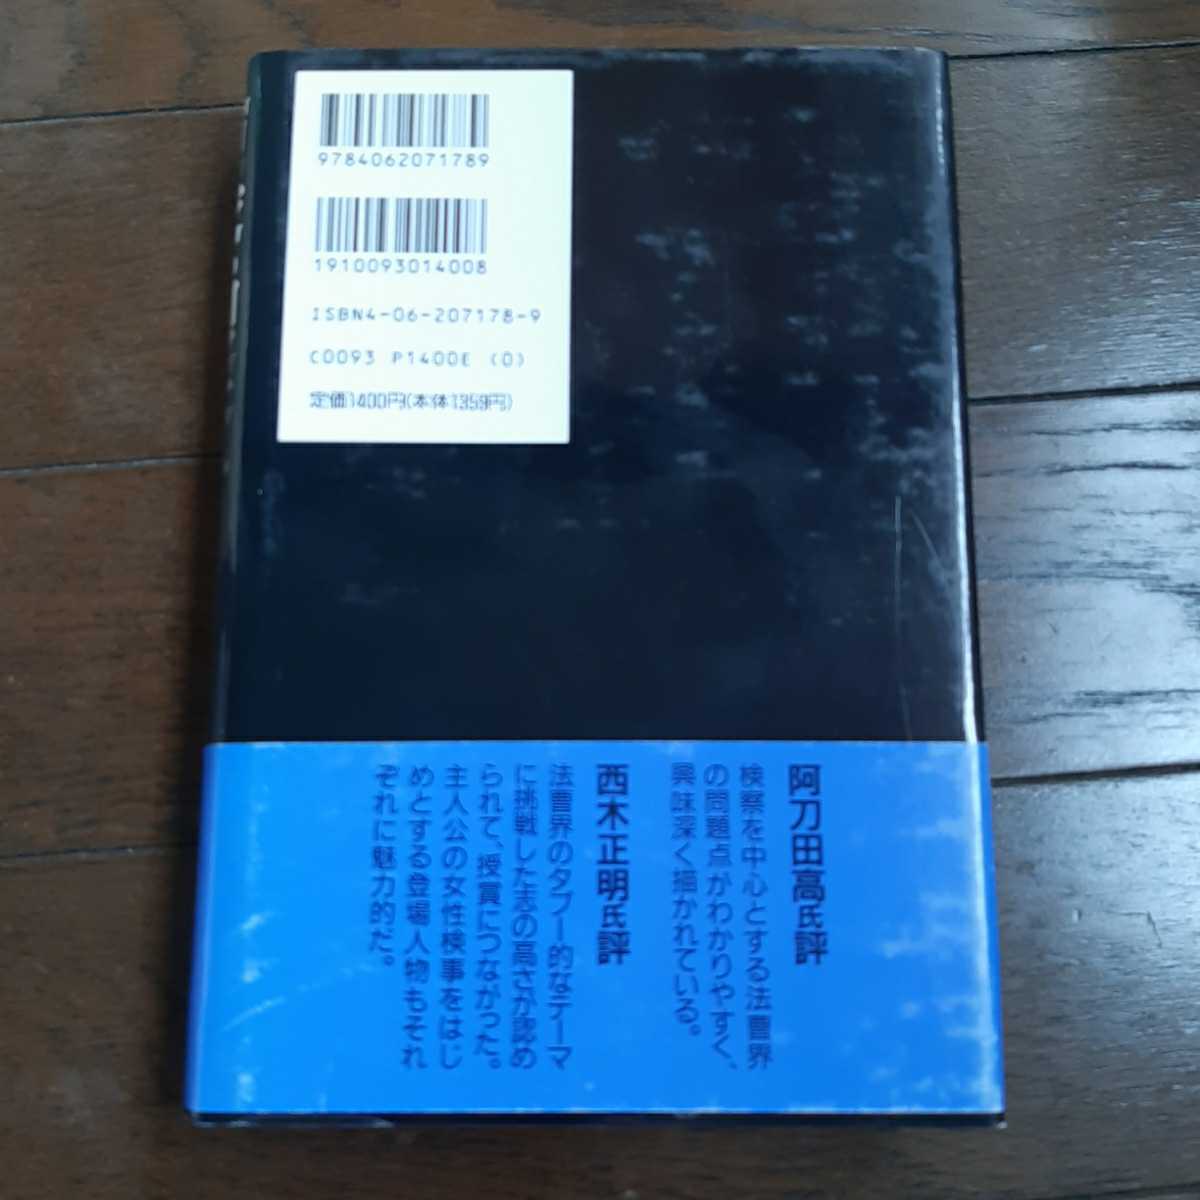 9784062071789
1910093014008
ISBN4-06-207178-9
C0093 P1400E (0)
定価1400円(本体1359円)
阿刀田高氏評
検察を中心とする法曹界
の問題点がわかりやすく、
興味深く描かれている。
西木正明氏評
法曹界のタブー的なテーマ
に挑戦した志の高さが認め
られて、授賞につながった。
主人公の女性検事をはじ
めとする登場人物もそれ
ぞれに魅力的だ。